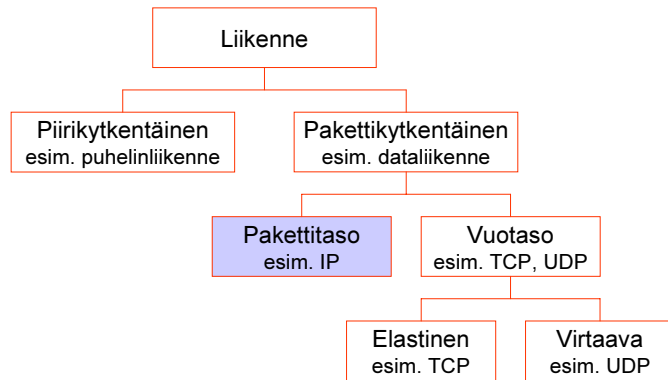 Liikenne
Piirikytkentäinen
esim. puhelinliikenne
Pakettikytkentäinen
esim. dataliikenne
Pakettitaso
esim. IP
Vuotaso
esim. TCP, UDP
Elastinen
esim. TCP
Virtaava
esim. UDP